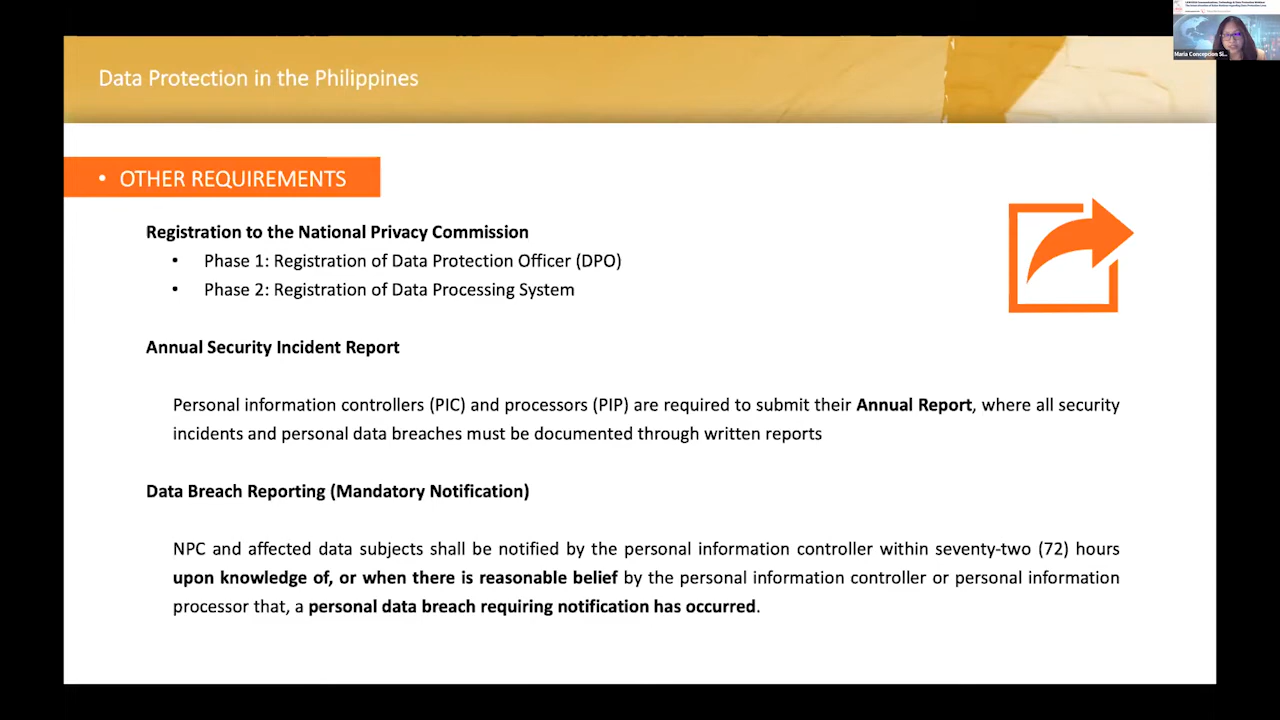 Data Protection in the Philippines
Maria Concepcion Si...
• OTHER REQUIREMENTS
Registration to the National Privacy Commission
• Phase 1: Registration of Data Protection Officer (DPO)
• Phase 2: Registration of Data Processing System
Annual Security Incident Report
Personal information controllers (PIC) and processors (PIP) are required to submit their Annual Report, where all security
incidents and personal data breaches must be documented through written reports
Data Breach Reporting (Mandatory Notification)
NPC and affected data subjects shall be notified by the personal information controller within seventy-two (72) hours
upon knowledge of, or when there is reasonable belief by the personal information controller or personal information
processor that, a personal data breach requiring notification has occurred.